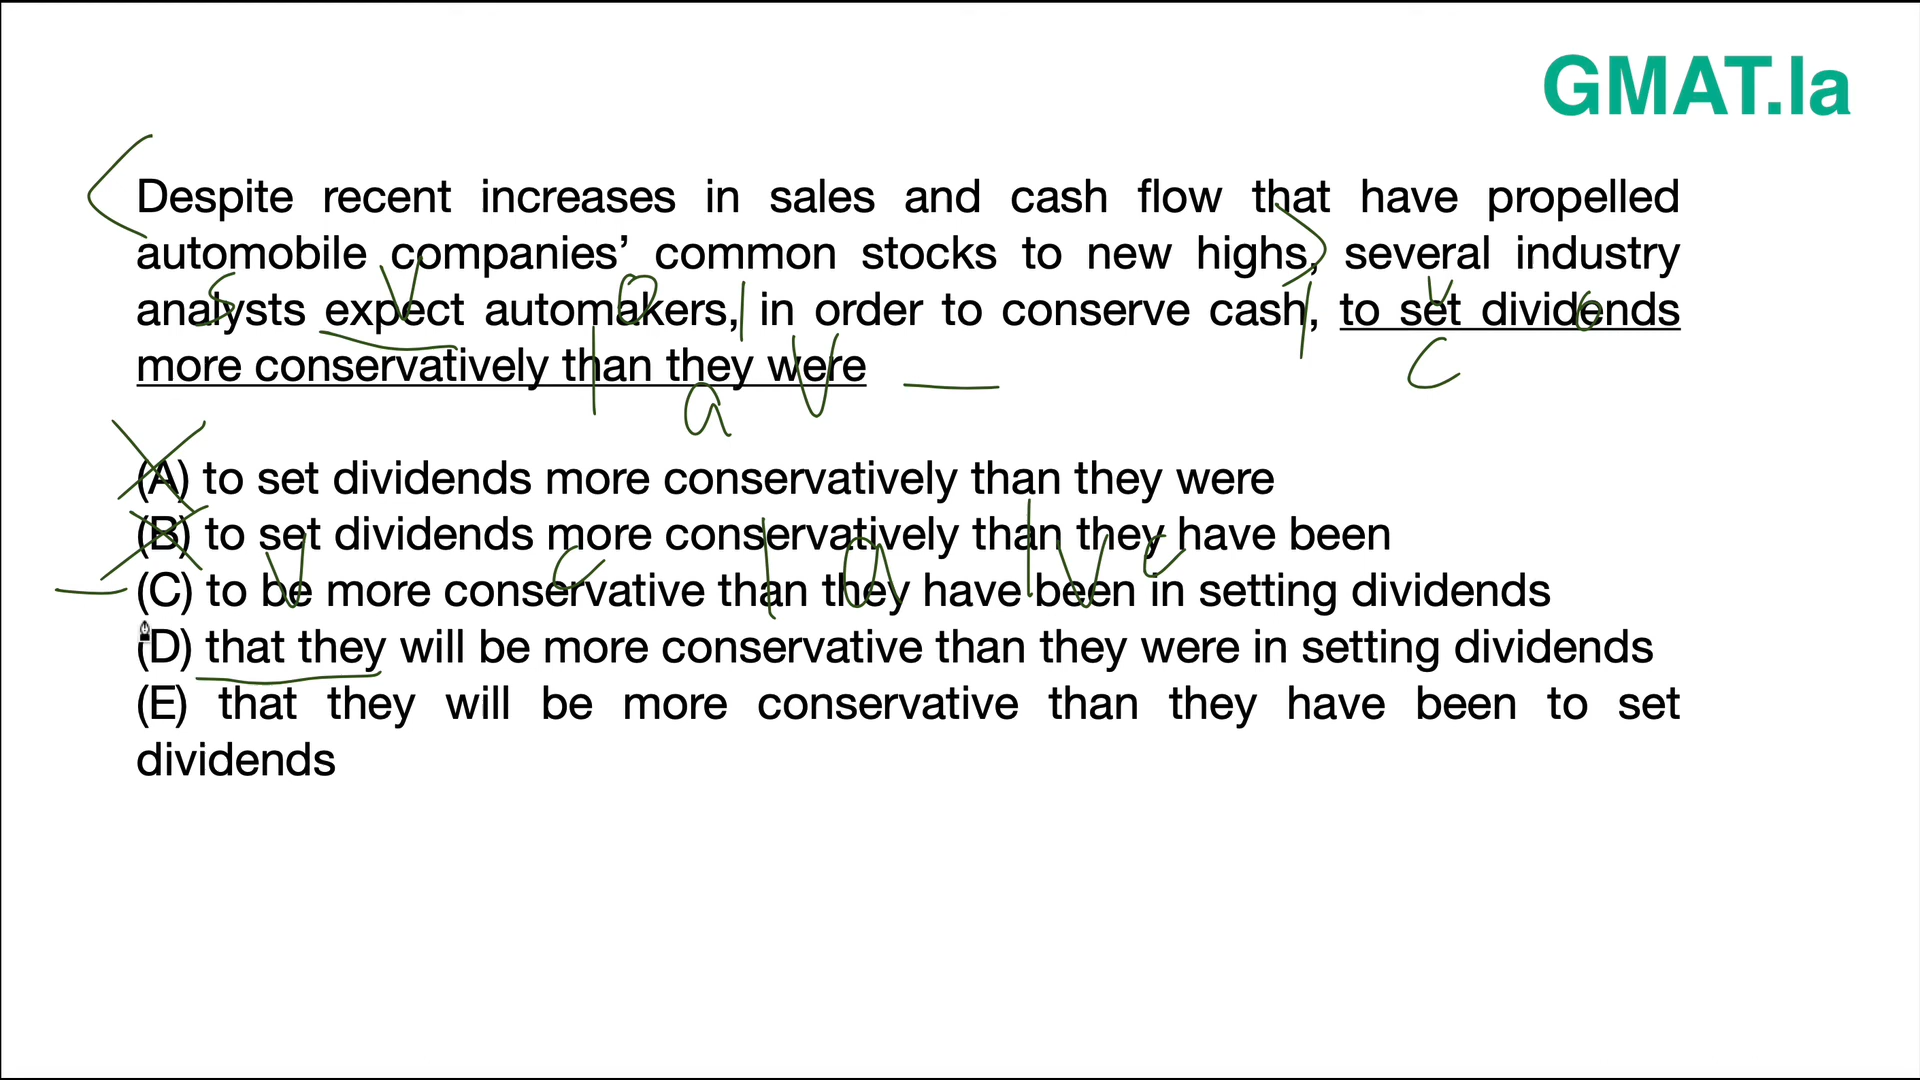 GMAT.la
Despite recent increases in sales and cash flow that have propelled
automobile companies’ common stocks to new highs, several industry
analysts expect automakers, in order to conserve cash, to set dividends
more conservatively than they were
(A) to set dividends more conservatively than they were
(B) to set dividends more conservatively than they have been
(C) to be more conservative than they have been in setting dividends
(D) that they will be more conservative than they were in setting dividends
(E) that they will be more conservative than they have been to set
dividends